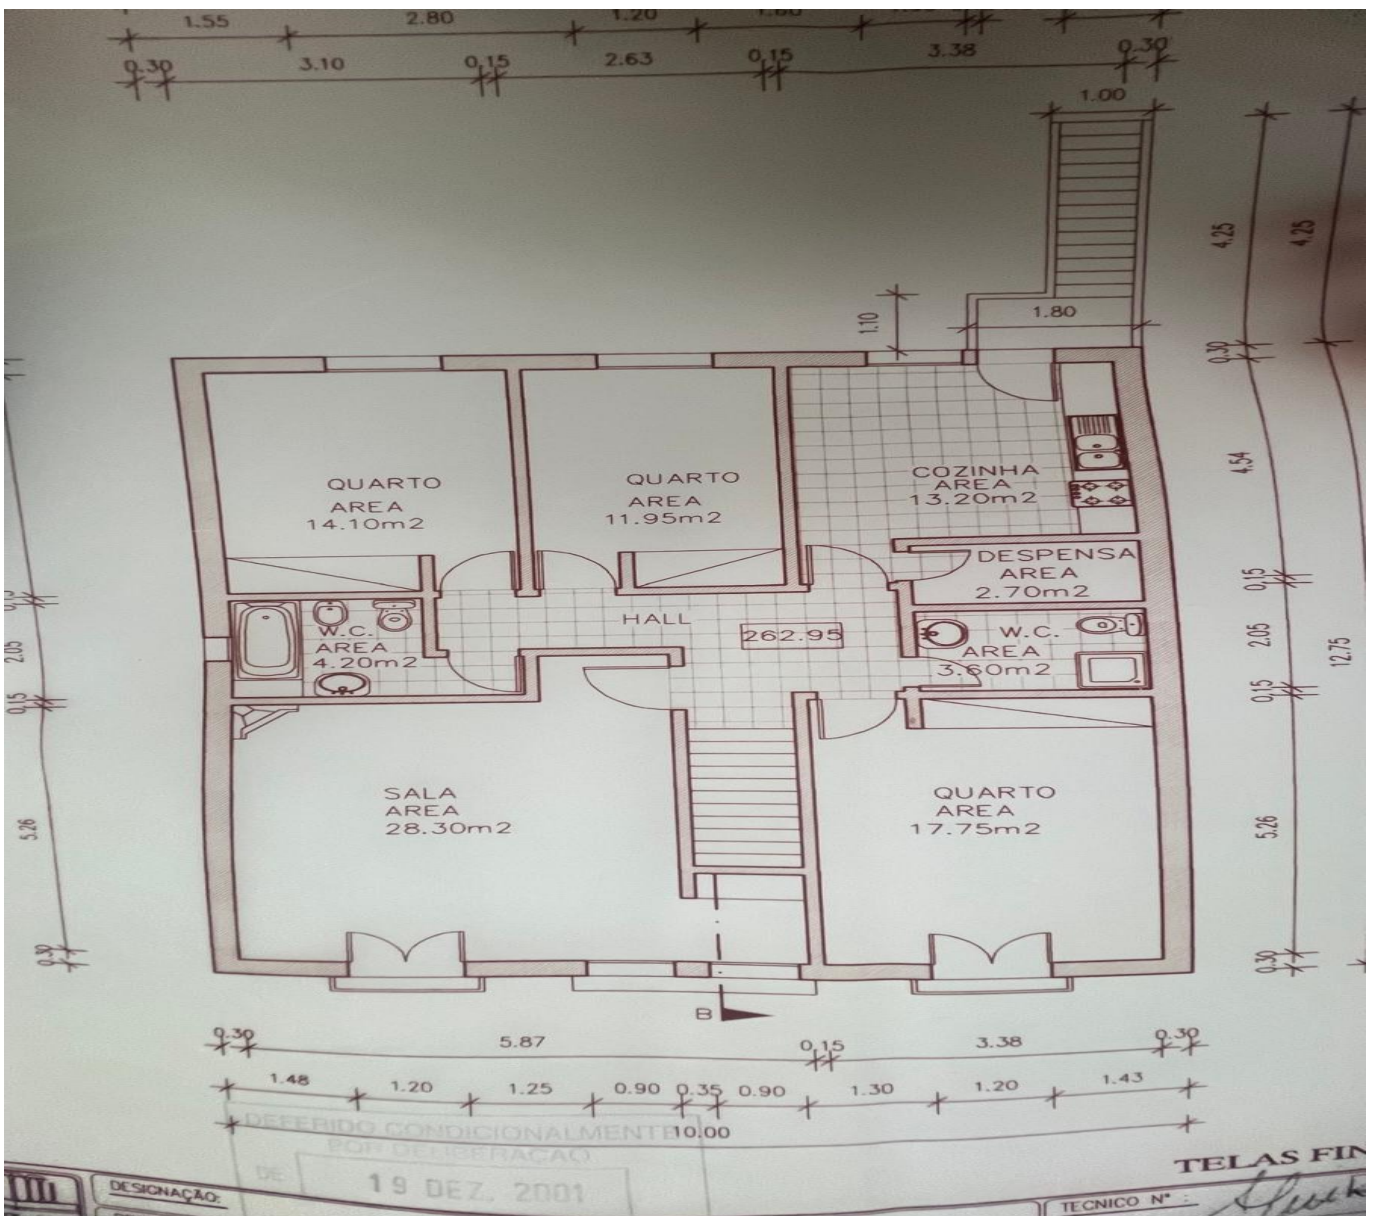 1.55 2.80 1.20
0.30 3.10 0.15 2.63 0.15 3.38 0.30
1.00
4.25 4.25
1.80
1.10
0.30
QUARTO
AREA
14.10m2
QUARTO
AREA
11.95m2
COZINHA
AREA
13.20m2
4.54
DESPENSA
AREA
2.70m2
0.15
HALL
262.95
W.C.
AREA
4.20m2
W.C.
AREA
3.60m2
2.05
2.05
12.75
0.15
0.15
SALA
AREA
28.30m2
QUARTO
AREA
17.75m2
5.26
5.26
0.30
0.30
B
0.30 5.87 0.15 3.38 0.30
1.48 1.20 1.25 0.90 0.35 0.90 1.30 1.20 1.43
10.00
DEFERIDO CONDICIONALMENTE
POR DELIBERAÇÃO
DE 19 DEZ. 2001
TELAS FIN
DESIGNAÇÃO:
TECNICO Nº :